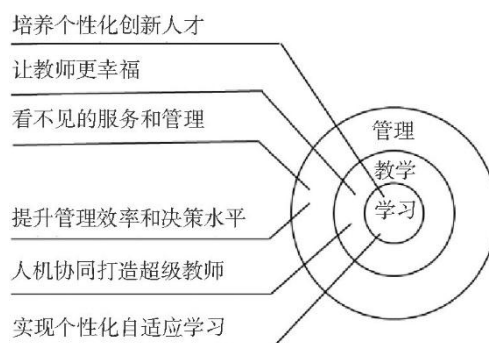 培养个性化创新人才
让教师更幸福
看不见的服务和管理
管理
教学
学习
提升管理效率和决策水平
人机协同打造超级教师
实现个性化自适应学习